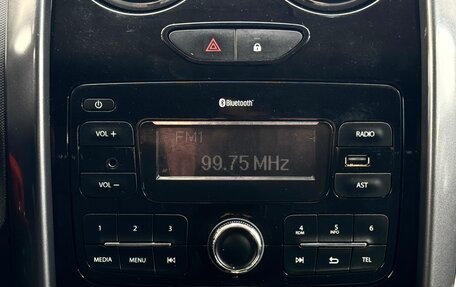 Bluetooth
VOL +
FM1
RADIO
99.75 MHz
VOL –
AST
1 2 3
4 RDM 5 INFO 6
MEDIA MENU
TEL